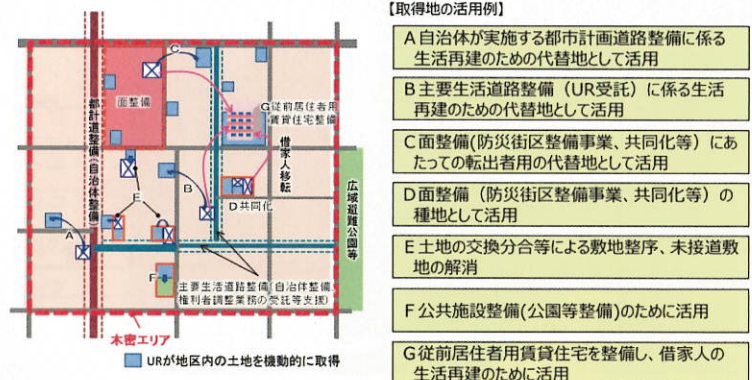 【取得地の活用例】
A 自治体が実施する都市計画道路整備に係る
生活再建のための代替地として活用
B 主要生活道路整備（UR受託）に係る生活
再建のための代替地として活用
C 面整備(防災街区整備事業、共同化等）にあ
たっての転出者用の代替地として活用
D 面整備（防災街区整備事業、共同化等）の
種地として活用
E 土地の交換分合等による敷地整序、未接道敷
地の解消
F 公共施設整備(公園等整備)のために活用
G 従前居住者用賃貸住宅を整備し、借家人の
生活再建のために活用
C
面整備
G 従前居住者用
賃貸住宅整備
都計道整備(自治体整備)
借家人移転
E
B
D 共同化
広域避難公園等
A
F
主要生活道路整備(自治体整備、
権利者調整業務の受託等支援)
木密エリア
URが地区内の土地を機動的に取得